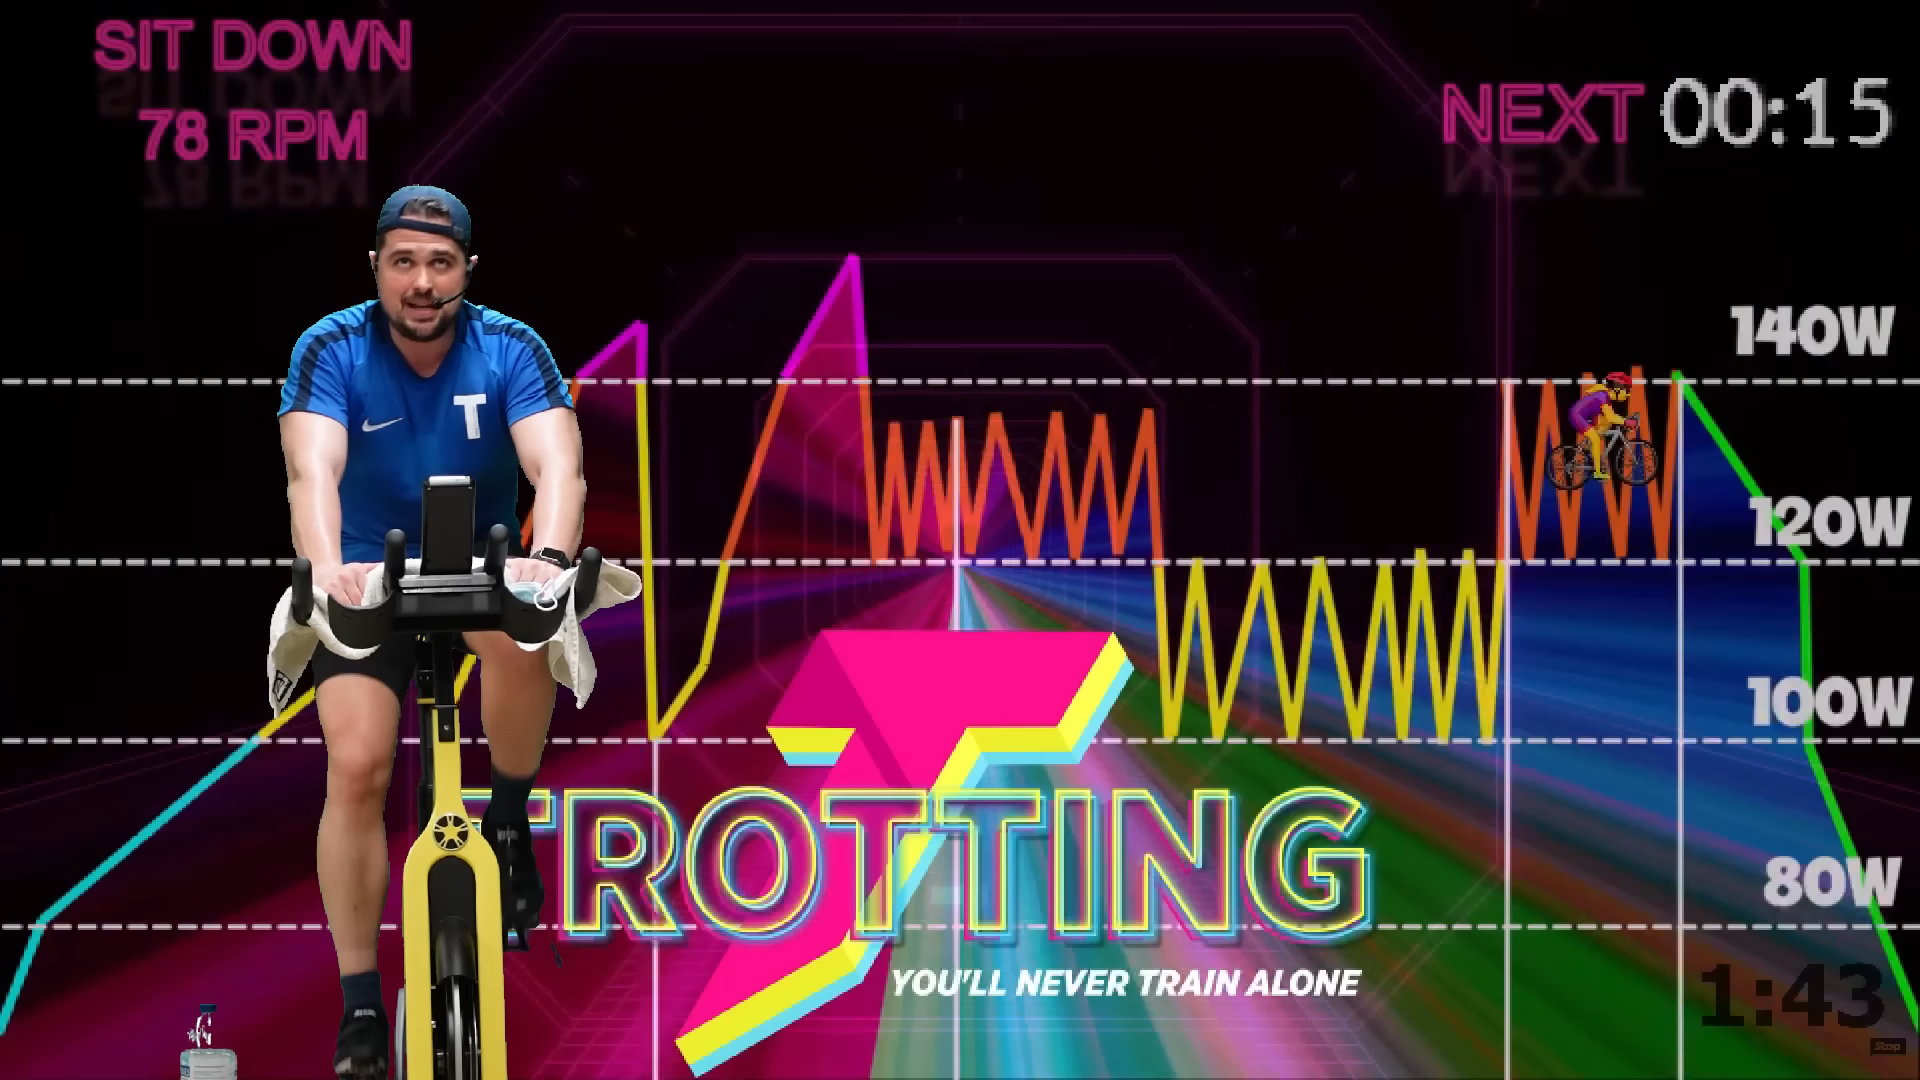 SIT DOWN
78 RPM
NEXT 00:15
140W
120W
100W
80W
T
TROTTING
YOU'LL NEVER TRAIN ALONE
1:43
Stop